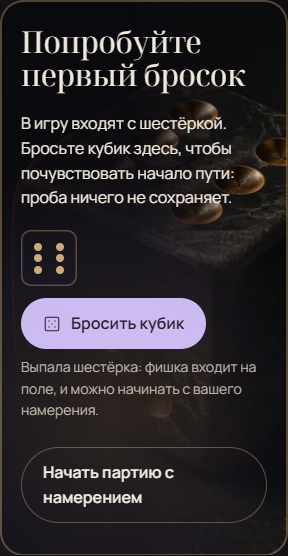 Попробуйте
первый бросок
В игру входят с шестёркой.
Бросьте кубик здесь, чтобы
почувствовать начало пути:
проба ничего не сохраняет.
Бросить кубик
Выпала шестёрка: фишка входит на
поле, и можно начинать с вашего
намерения.
Начать партию с
намерением